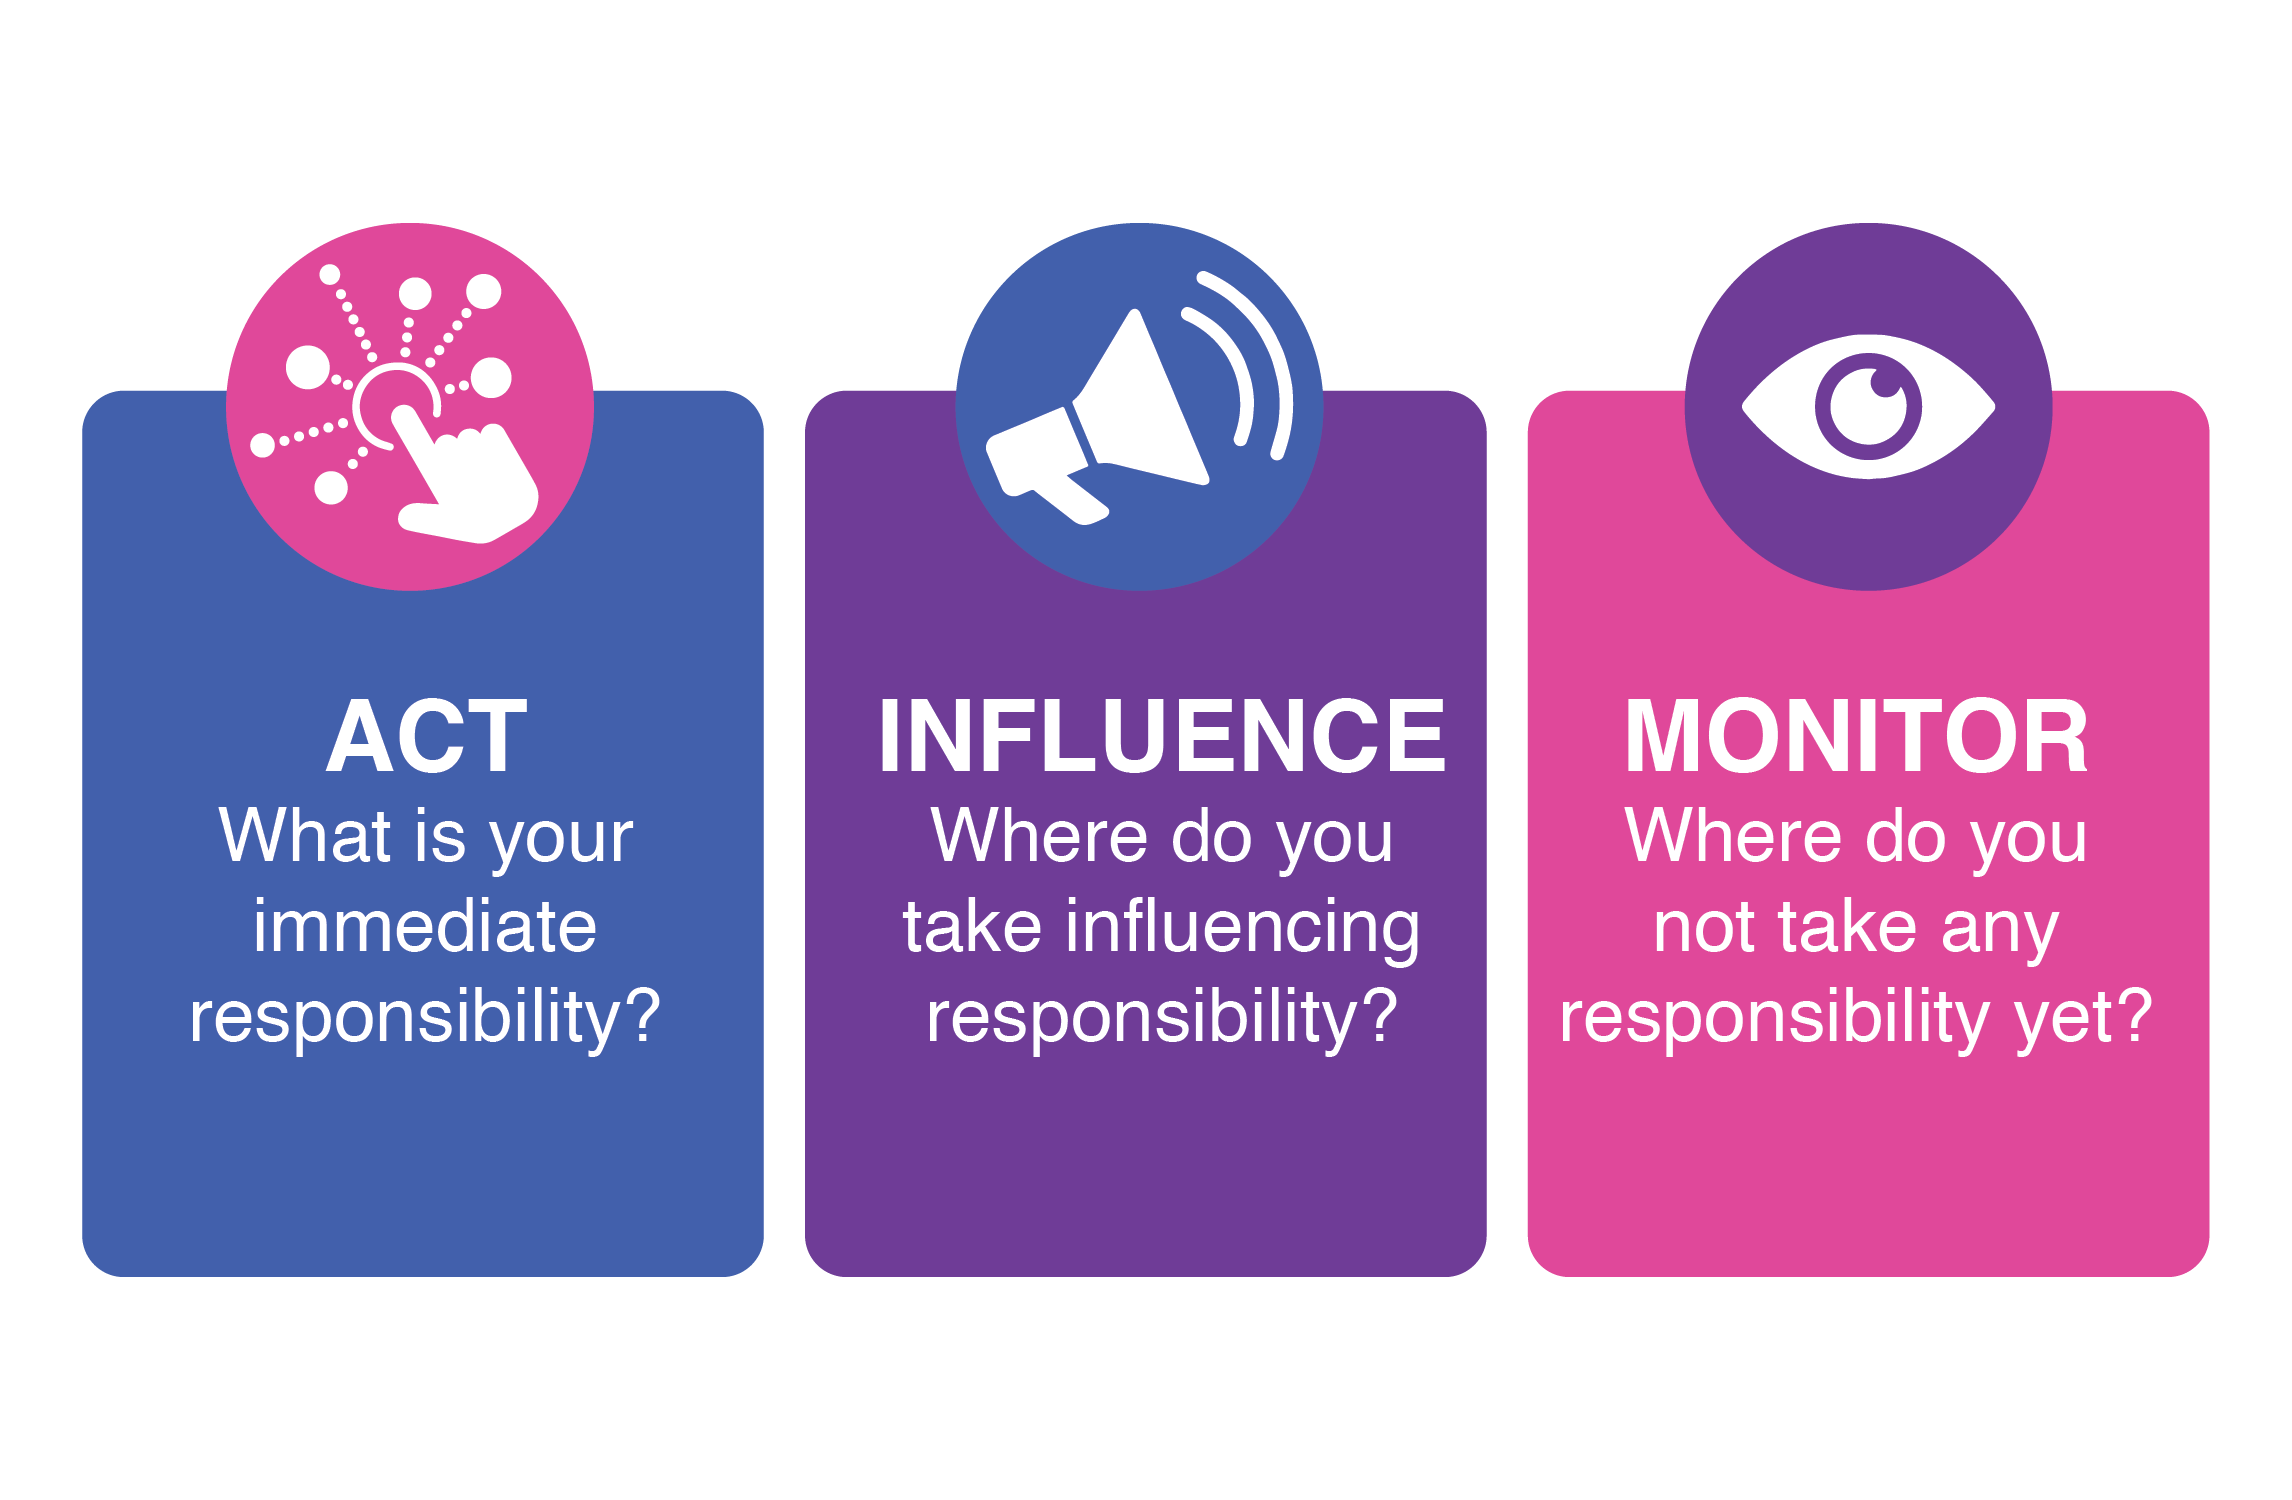 ACT
What is your
immediate
responsibility?
INFLUENCE
Where do you
take influencing
responsibility?
MONITOR
Where do you
not take any
responsibility yet?